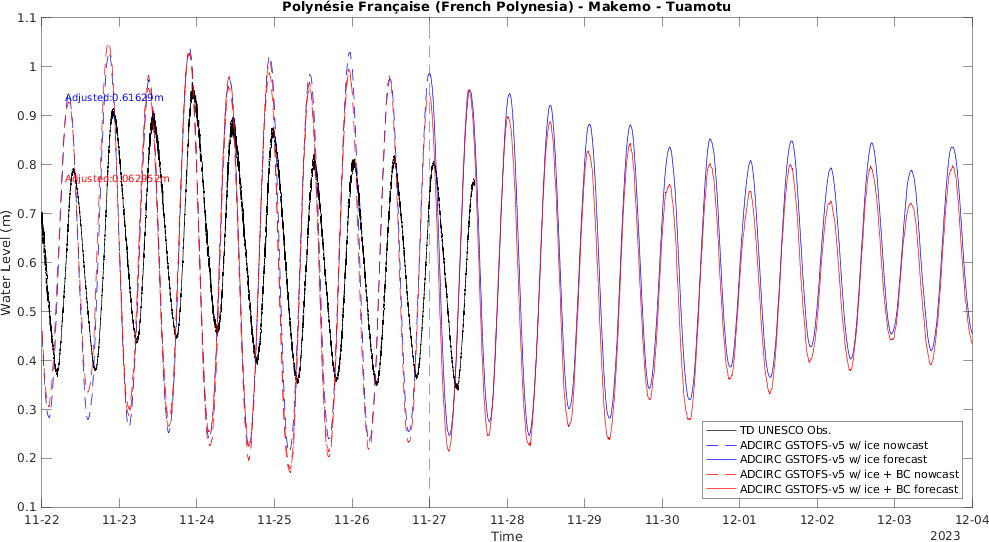 Polynésie Française (French Polynesia) - Makemo - Tuamotu
1.1
1
0.9
0.8
0.7
0.6
0.5
0.4
0.3
0.2
0.1
Water Level (m)
Adjusted:0.61629m
Adjusted:0.062952m
TD UNESCO Obs.
ADCIRC GSTOFS-v5 w/ ice nowcast
ADCIRC GSTOFS-v5 w/ ice forecast
ADCIRC GSTOFS-v5 w/ ice + BC nowcast
ADCIRC GSTOFS-v5 w/ ice + BC forecast
11-22 11-23 11-24 11-25 11-26 11-27 11-28 11-29 11-30 12-01 12-02 12-03 12-04
Time
2023